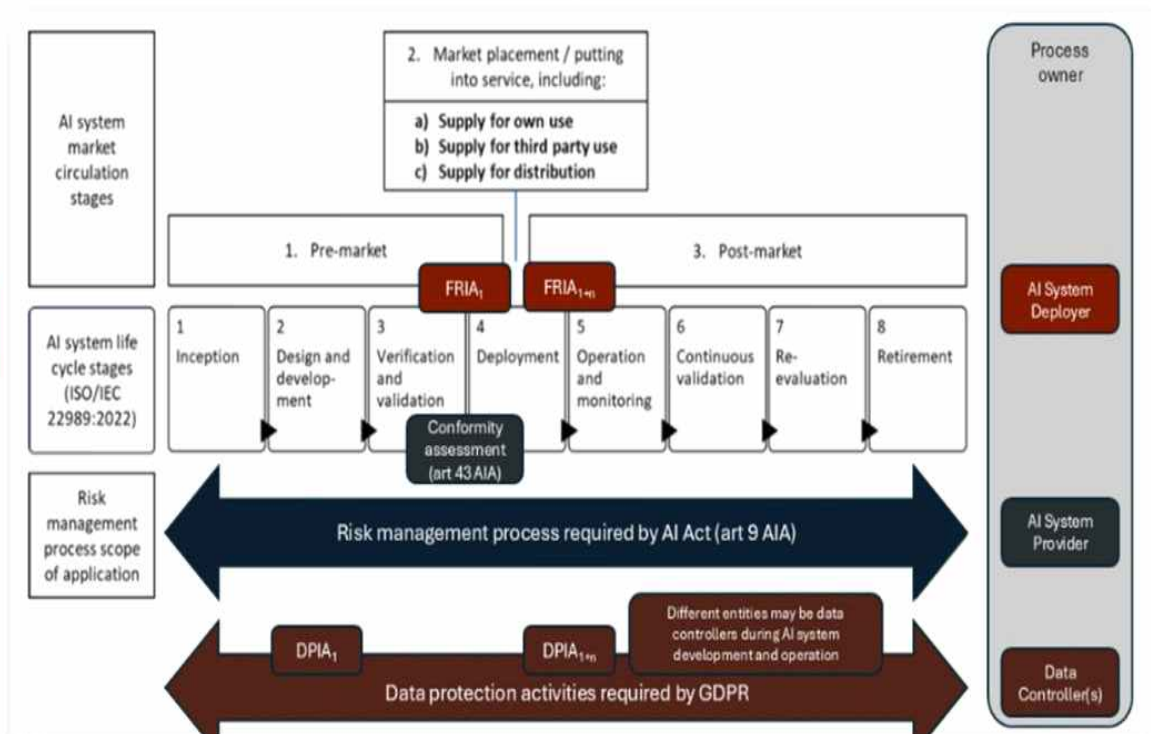 AI system
market
circulation
stages
2. Market placement / putting
into service, including:
a) Supply for own use
b) Supply for third party use
c) Supply for distribution
Process
owner
1. Pre-market
3. Post-market
FRIA₁
FRIA₁₊ₙ
AI System
Deployer
AI system life
cycle stages
(ISO/IEC
22989:2022)
1
Inception
2
Design and
develop-
ment
3
Verification
and
validation
4
Deployment
5
Operation
and
monitoring
6
Continuous
validation
7
Re-
evaluation
8
Retirement
Conformity
assessment
(art 43 AIA)
Risk
management
process scope
of application
Risk management process required by AI Act (art 9 AIA)
AI System
Provider
DPIA₁
DPIA₁₊ₙ
Different entities may be data
controllers during AI system
development and operation
Data protection activities required by GDPR
Data
Controller(s)